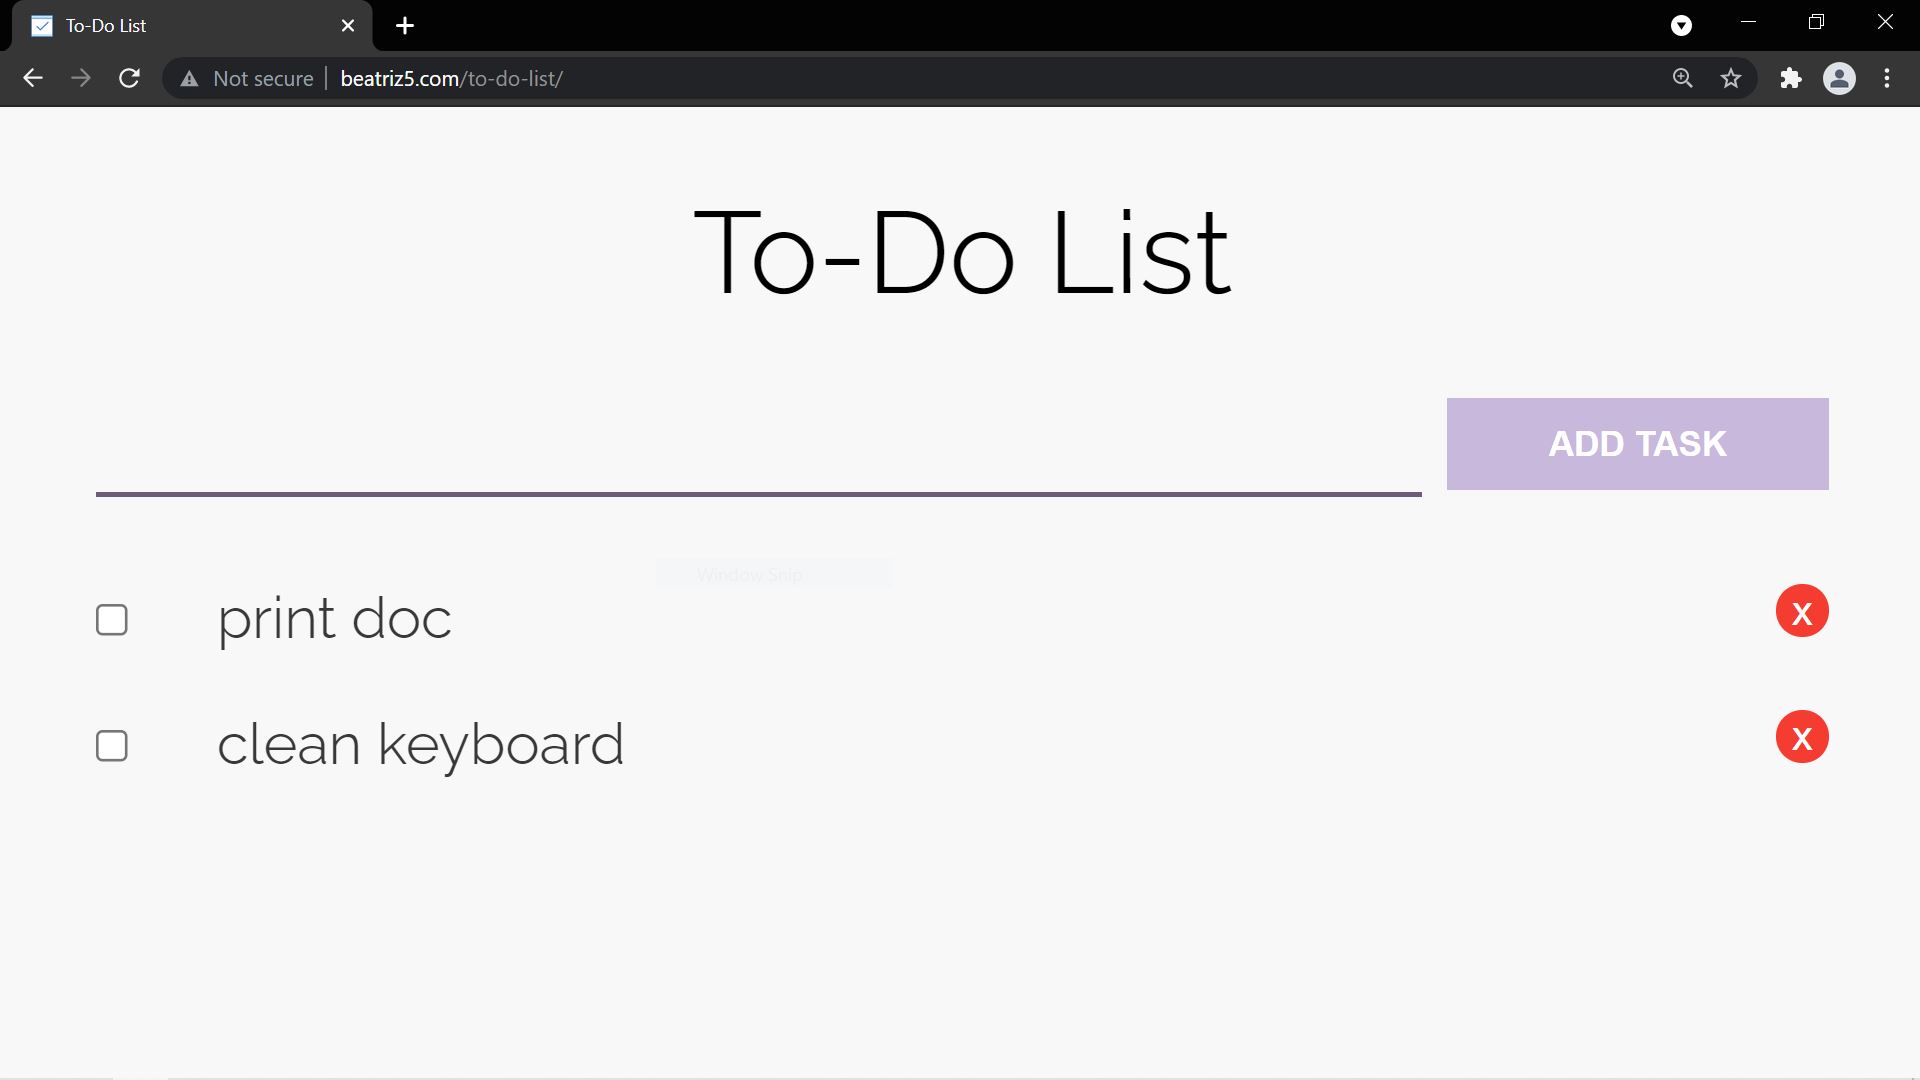 To-Do List
Not secure
beatriz5.com/to-do-list/
To-Do List
ADD TASK
Window Snip
print doc
X
clean keyboard
X